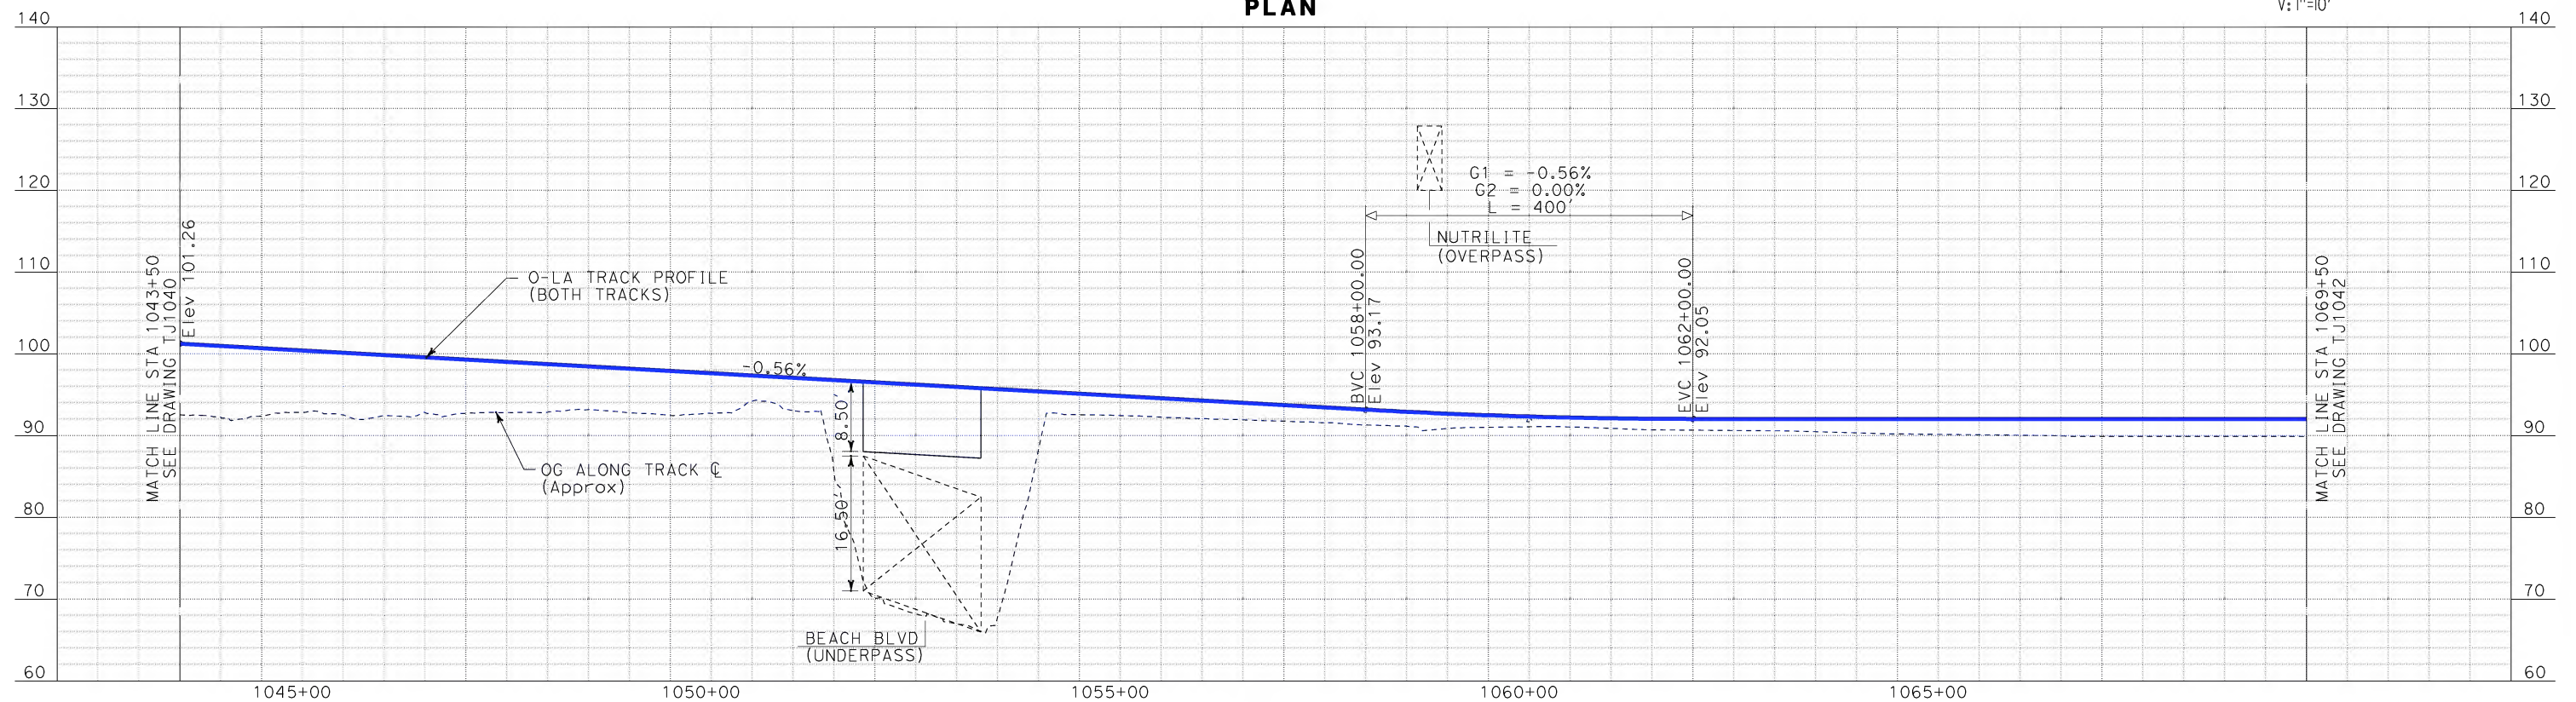 PLAN
V: 1"=10'
140
140
130
130
120
120
110
110
100
100
90
90
80
80
70
70
60
60
MATCH LINE STA 1043+50
SEE DRAWING TJ1040
Elev 101.26
O-LA TRACK PROFILE
(BOTH TRACKS)
-0.56%
OG ALONG TRACK ℄
(Approx)
8.50'
16.50'
BEACH BLVD
(UNDERPASS)
G1 = -0.56%
G2 = 0.00%
L = 400'
NUTRILITE
(OVERPASS)
BVC 1058+00.00
Elev 93.17
EVC 1062+00.00
Elev 92.05
MATCH LINE STA 1069+50
SEE DRAWING TJ1042
1045+00
1050+00
1055+00
1060+00
1065+00